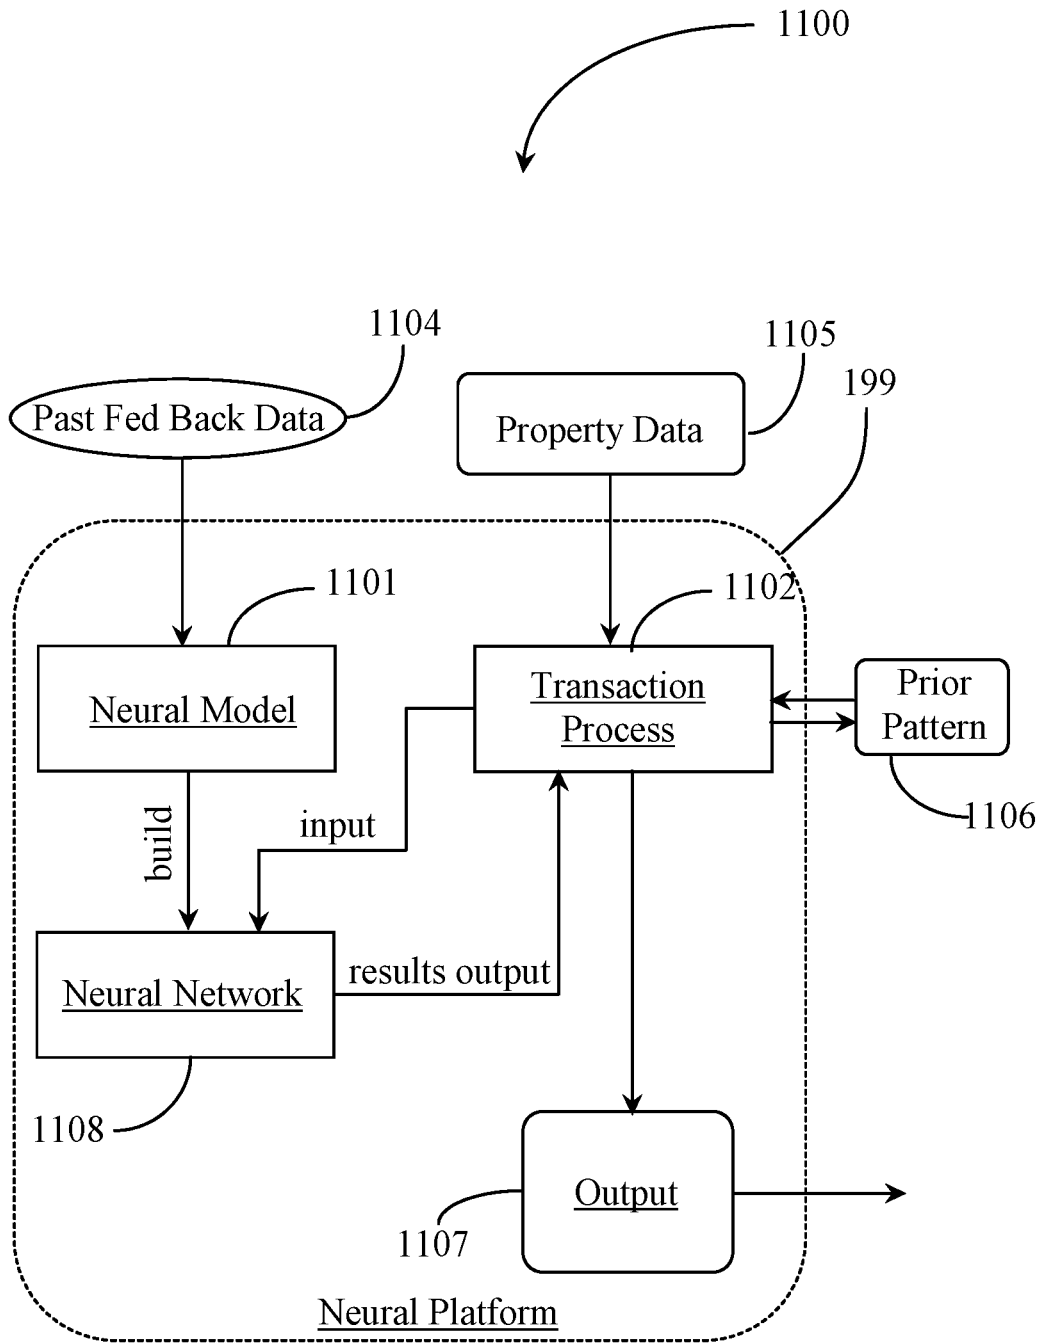 1100
1104
1105
199
Past Fed Back Data
Property Data
1101
1102
Neural Model
Transaction
Process
Prior
Pattern
build
input
1106
Neural Network
results output
1108
Output
1107
Neural Platform